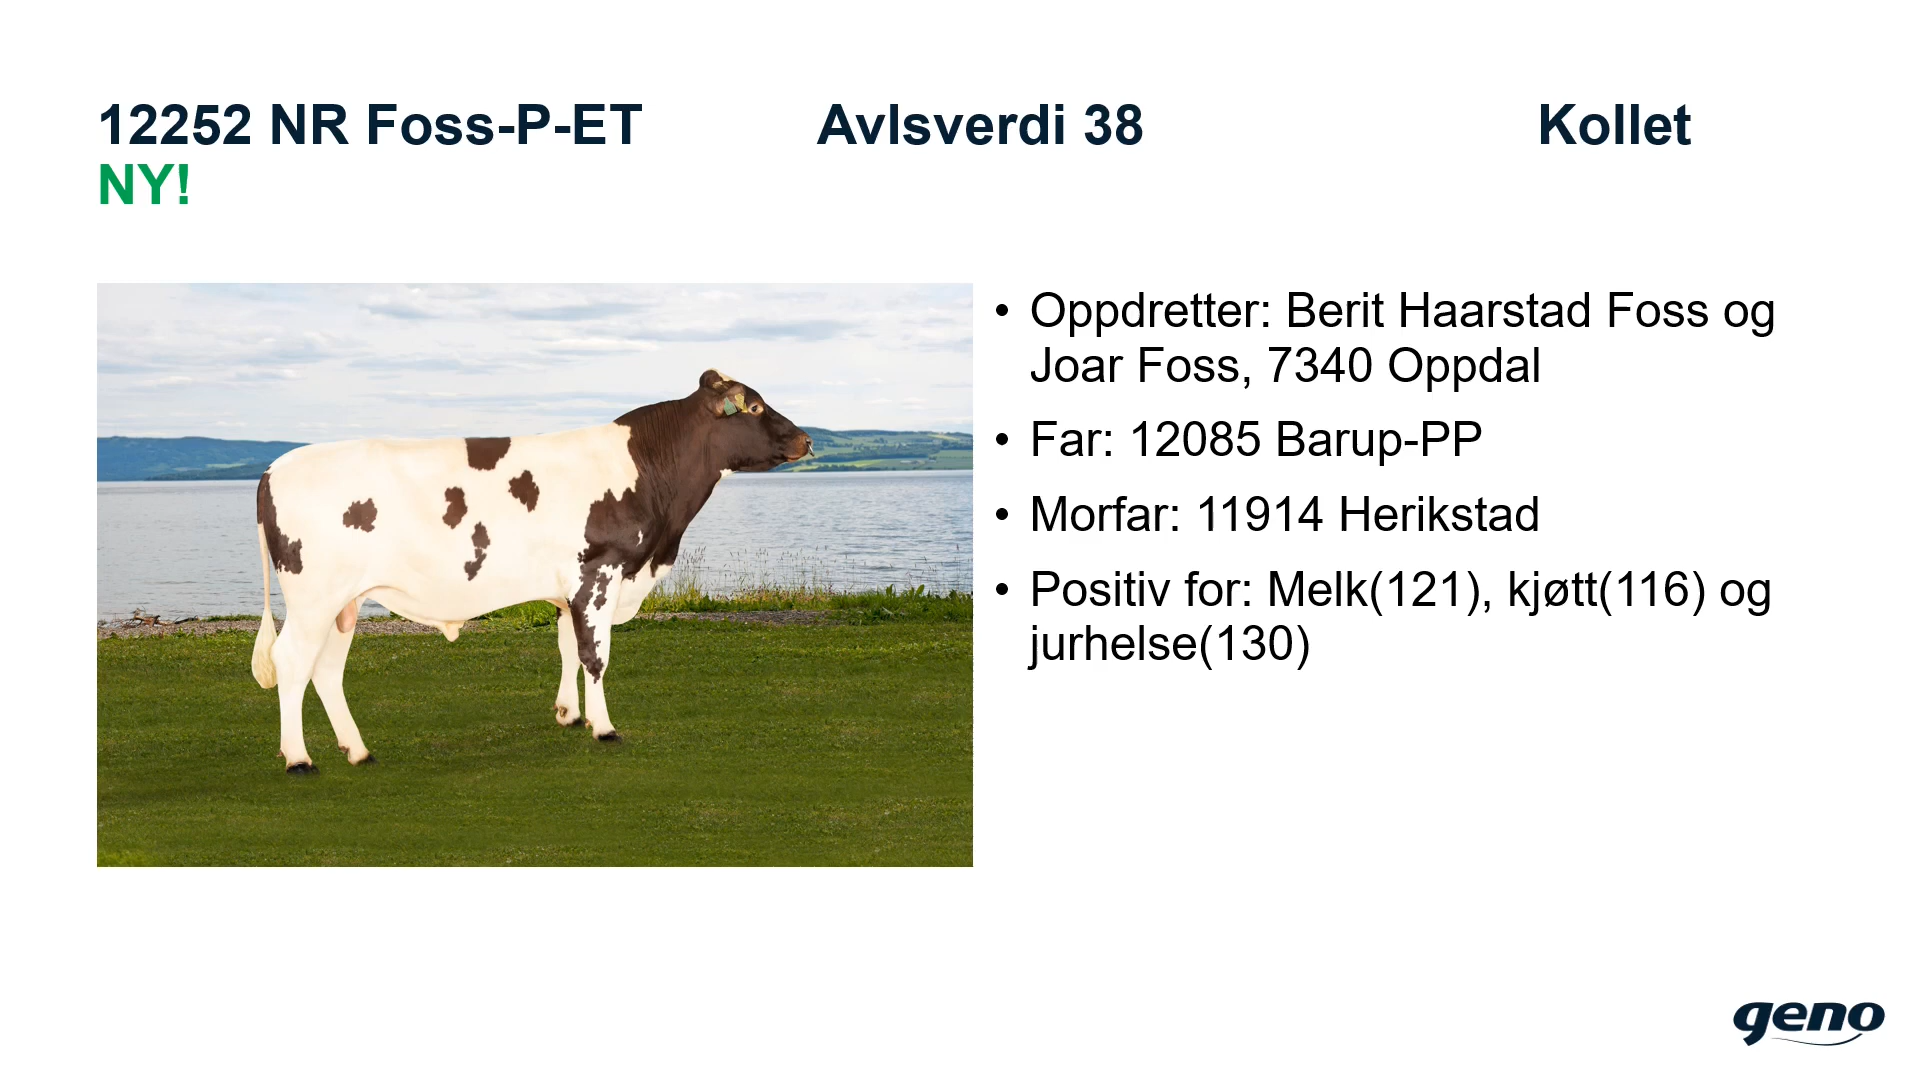 12252 NR Foss-P-ET Avlsverdi 38 Kollet
NY!
• Oppdretter: Berit Haarstad Foss og
Joar Foss, 7340 Oppdal
• Far: 12085 Barup-PP
• Morfar: 11914 Herikstad
• Positiv for: Melk(121), kjøtt(116) og
jurhelse(130)
geno